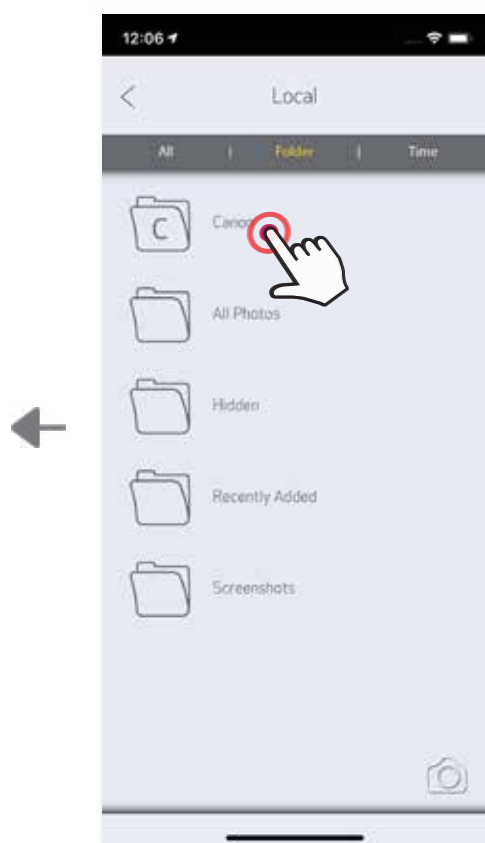 12:06
Local
All | Folder | Time
C
All Photos
Hidden
Recently Added
Screenshots